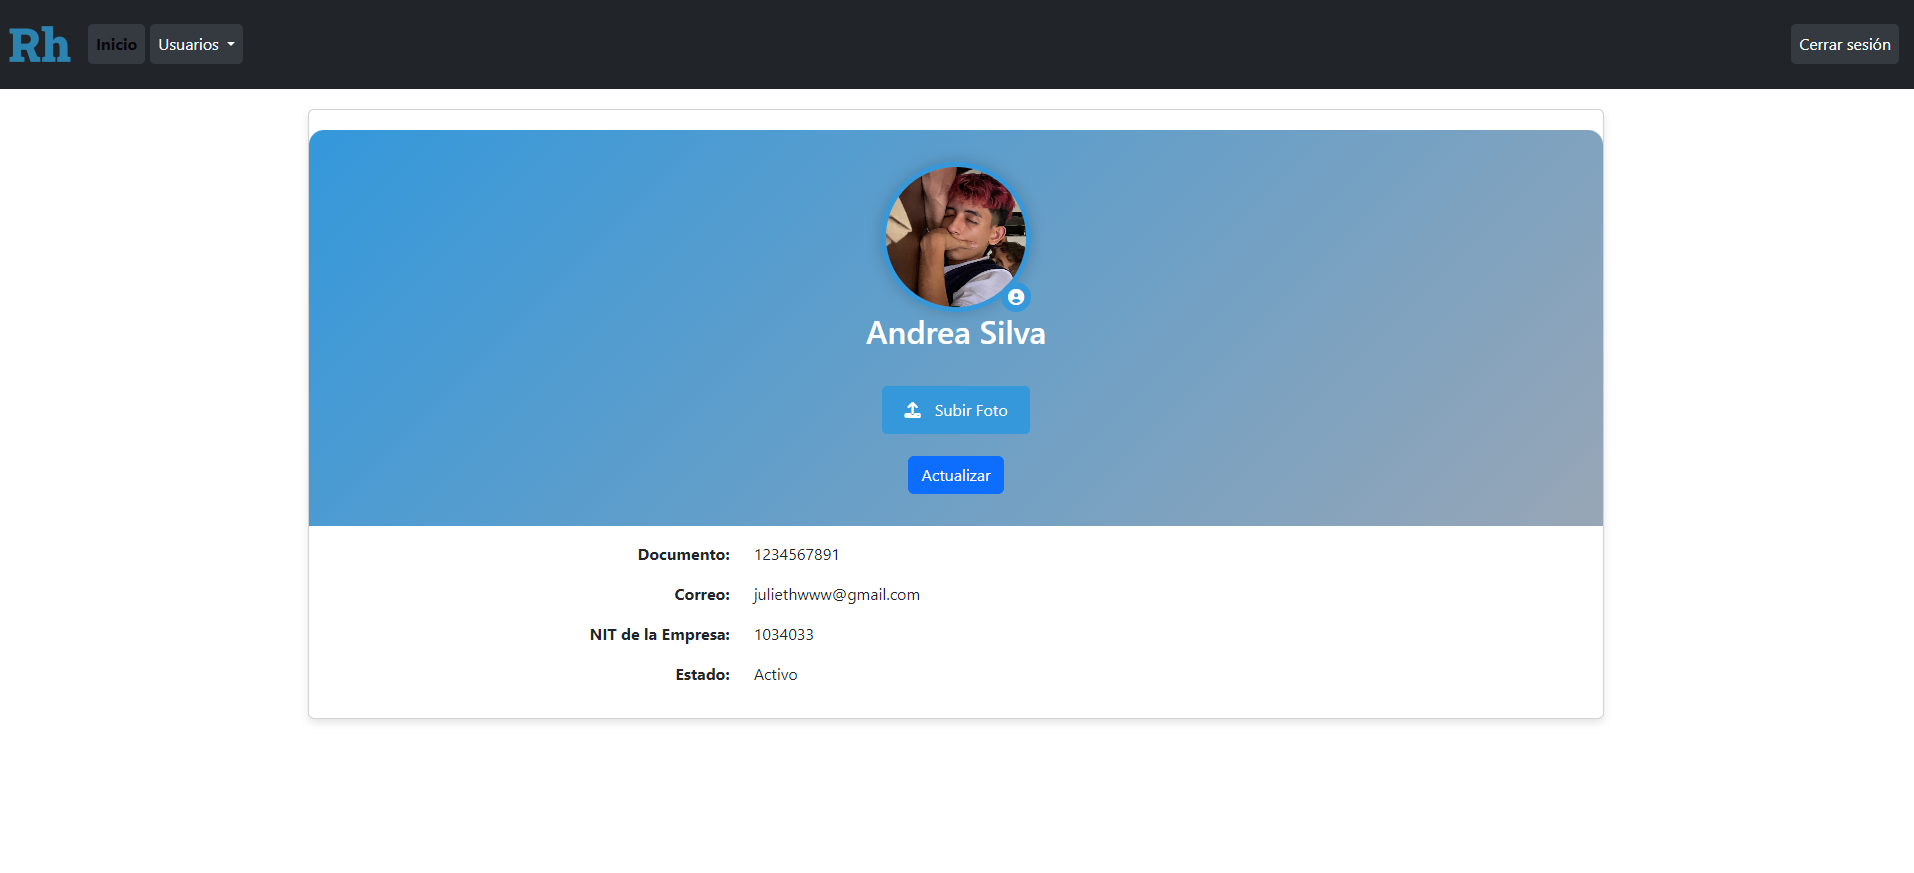 Rh Inicio Usuarios Cerrar sesión
Andrea Silva
Subir Foto
Actualizar
Documento: 1234567891
Correo: juliethwww@gmail.com
NIT de la Empresa: 1034033
Estado: Activo